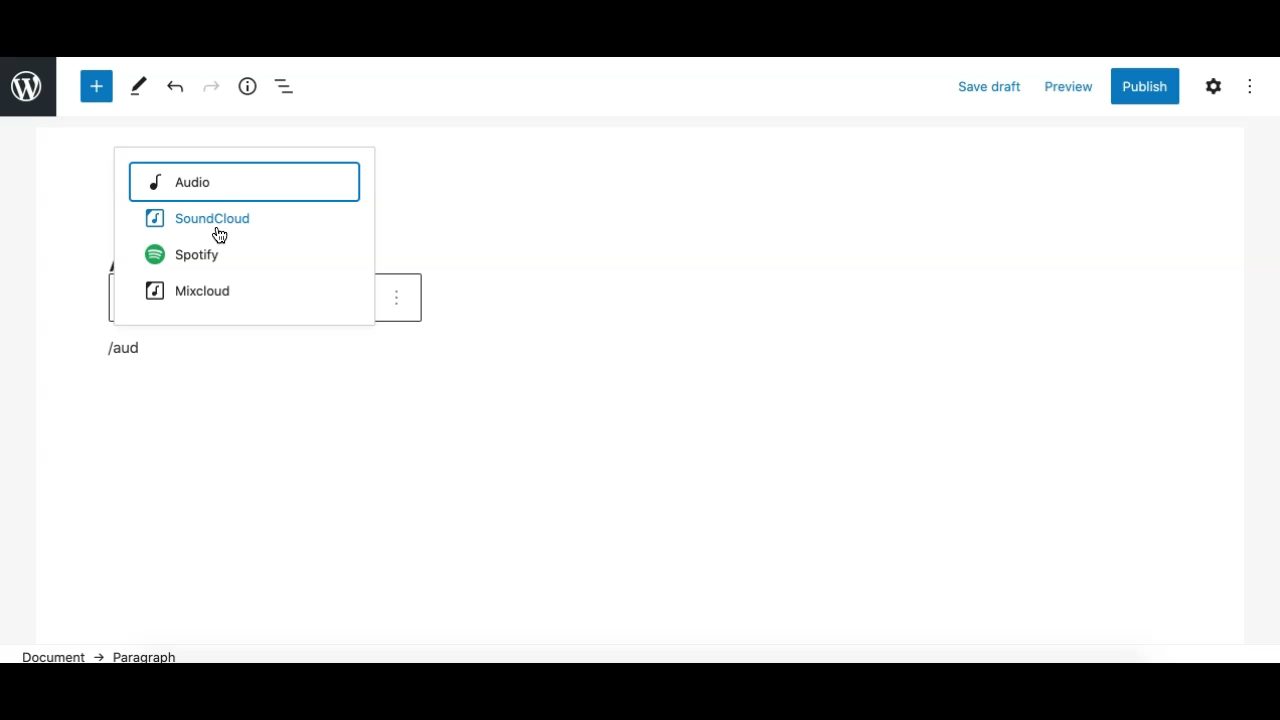 Save draft
Preview
Publish
Audio
SoundCloud
Spotify
Mixcloud
/aud
Document → Paragraph